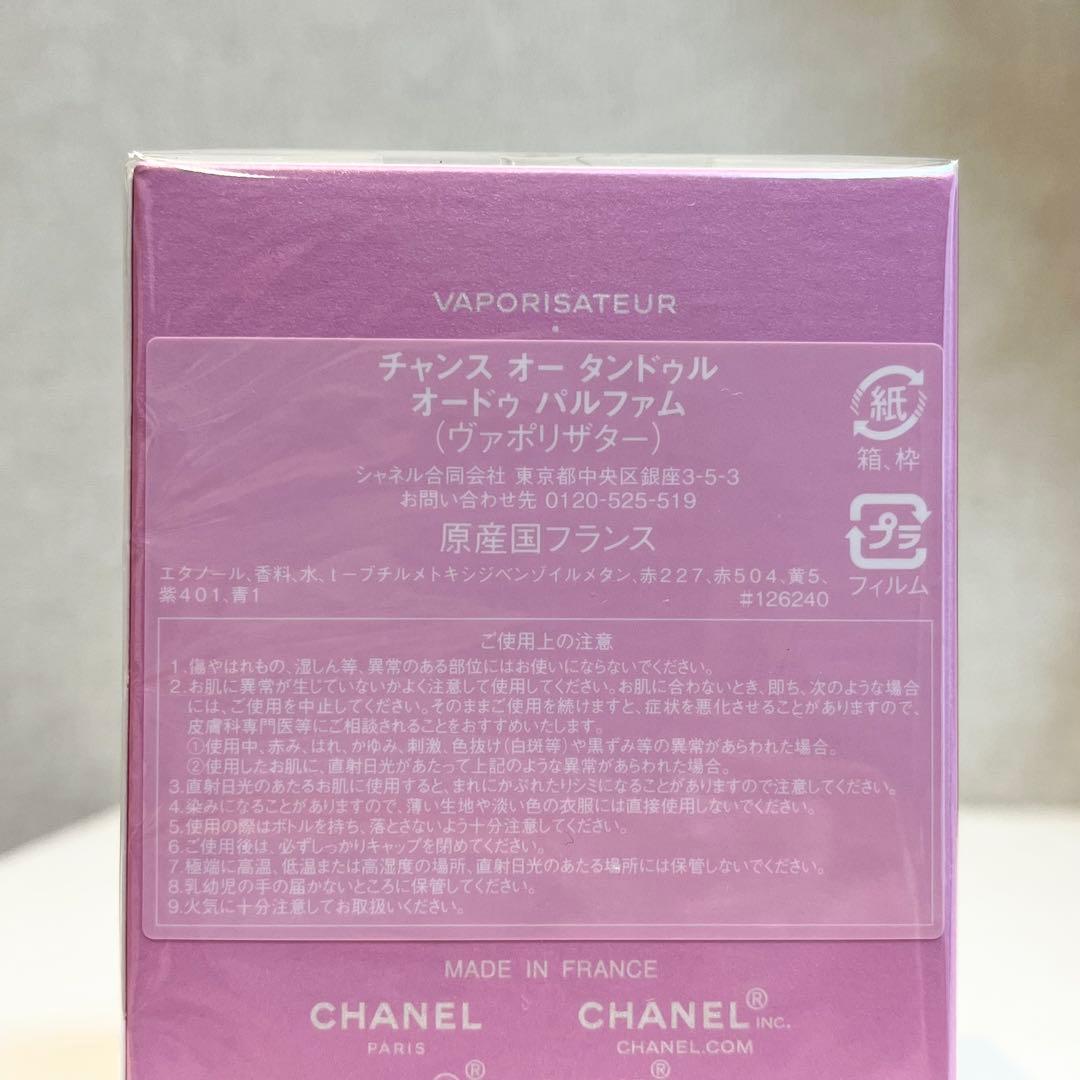 VAPORISATEUR
チャンス オー タンドゥル
オードゥ パルファム
(ヴァポリザター)
シャネル合同会社 東京都中央区銀座3-5-3
お問い合わせ先 0120-525-519
原産国フランス
紙
箱、枠
プラ
フィルム
エタノール、香料、水、t-ブチルメトキシジベンゾイルメタン、赤227、赤504、黄5、
紫401、青1
#126240
ご使用上の注意
1.傷やはれもの、湿しん等、異常のある部位にはお使いにならないでください。
2.お肌に異常が生じていないかよく注意して使用してください。お肌に合わないとき、即ち、次のような場合
には、ご使用を中止してください。そのままご使用を続けますと、症状を悪化させることがありますので、
皮膚科専門医等にご相談されることをおすすめいたします。
①使用中、赤み、はれ、かゆみ、刺激、色抜け(白斑等)や黒ずみ等の異常があらわれた場合。
②使用したお肌に、直射日光があたって上記のような異常があらわれた場合。
3.直射日光のあたるお肌に使用すると、まれにかぶれたりシミになることがありますので注意してください。
4.染みになることがありますので、薄い生地や淡い色の衣服には直接使用しないでください。
5.使用の際はボトルを持ち、落とさないよう十分注意してください。
6.ご使用後は、必ずしっかりキャップを閉めてください。
7.極端に高温、低温または高湿度の場所、直射日光のあたる場所には保管しないでください。
8.乳幼児の手の届かないところに保管してください。
9.火気に十分注意してお取扱いください。
MADE IN FRANCE
CHANEL
PARIS
CHANEL® INC.
CHANEL.COM
®
®